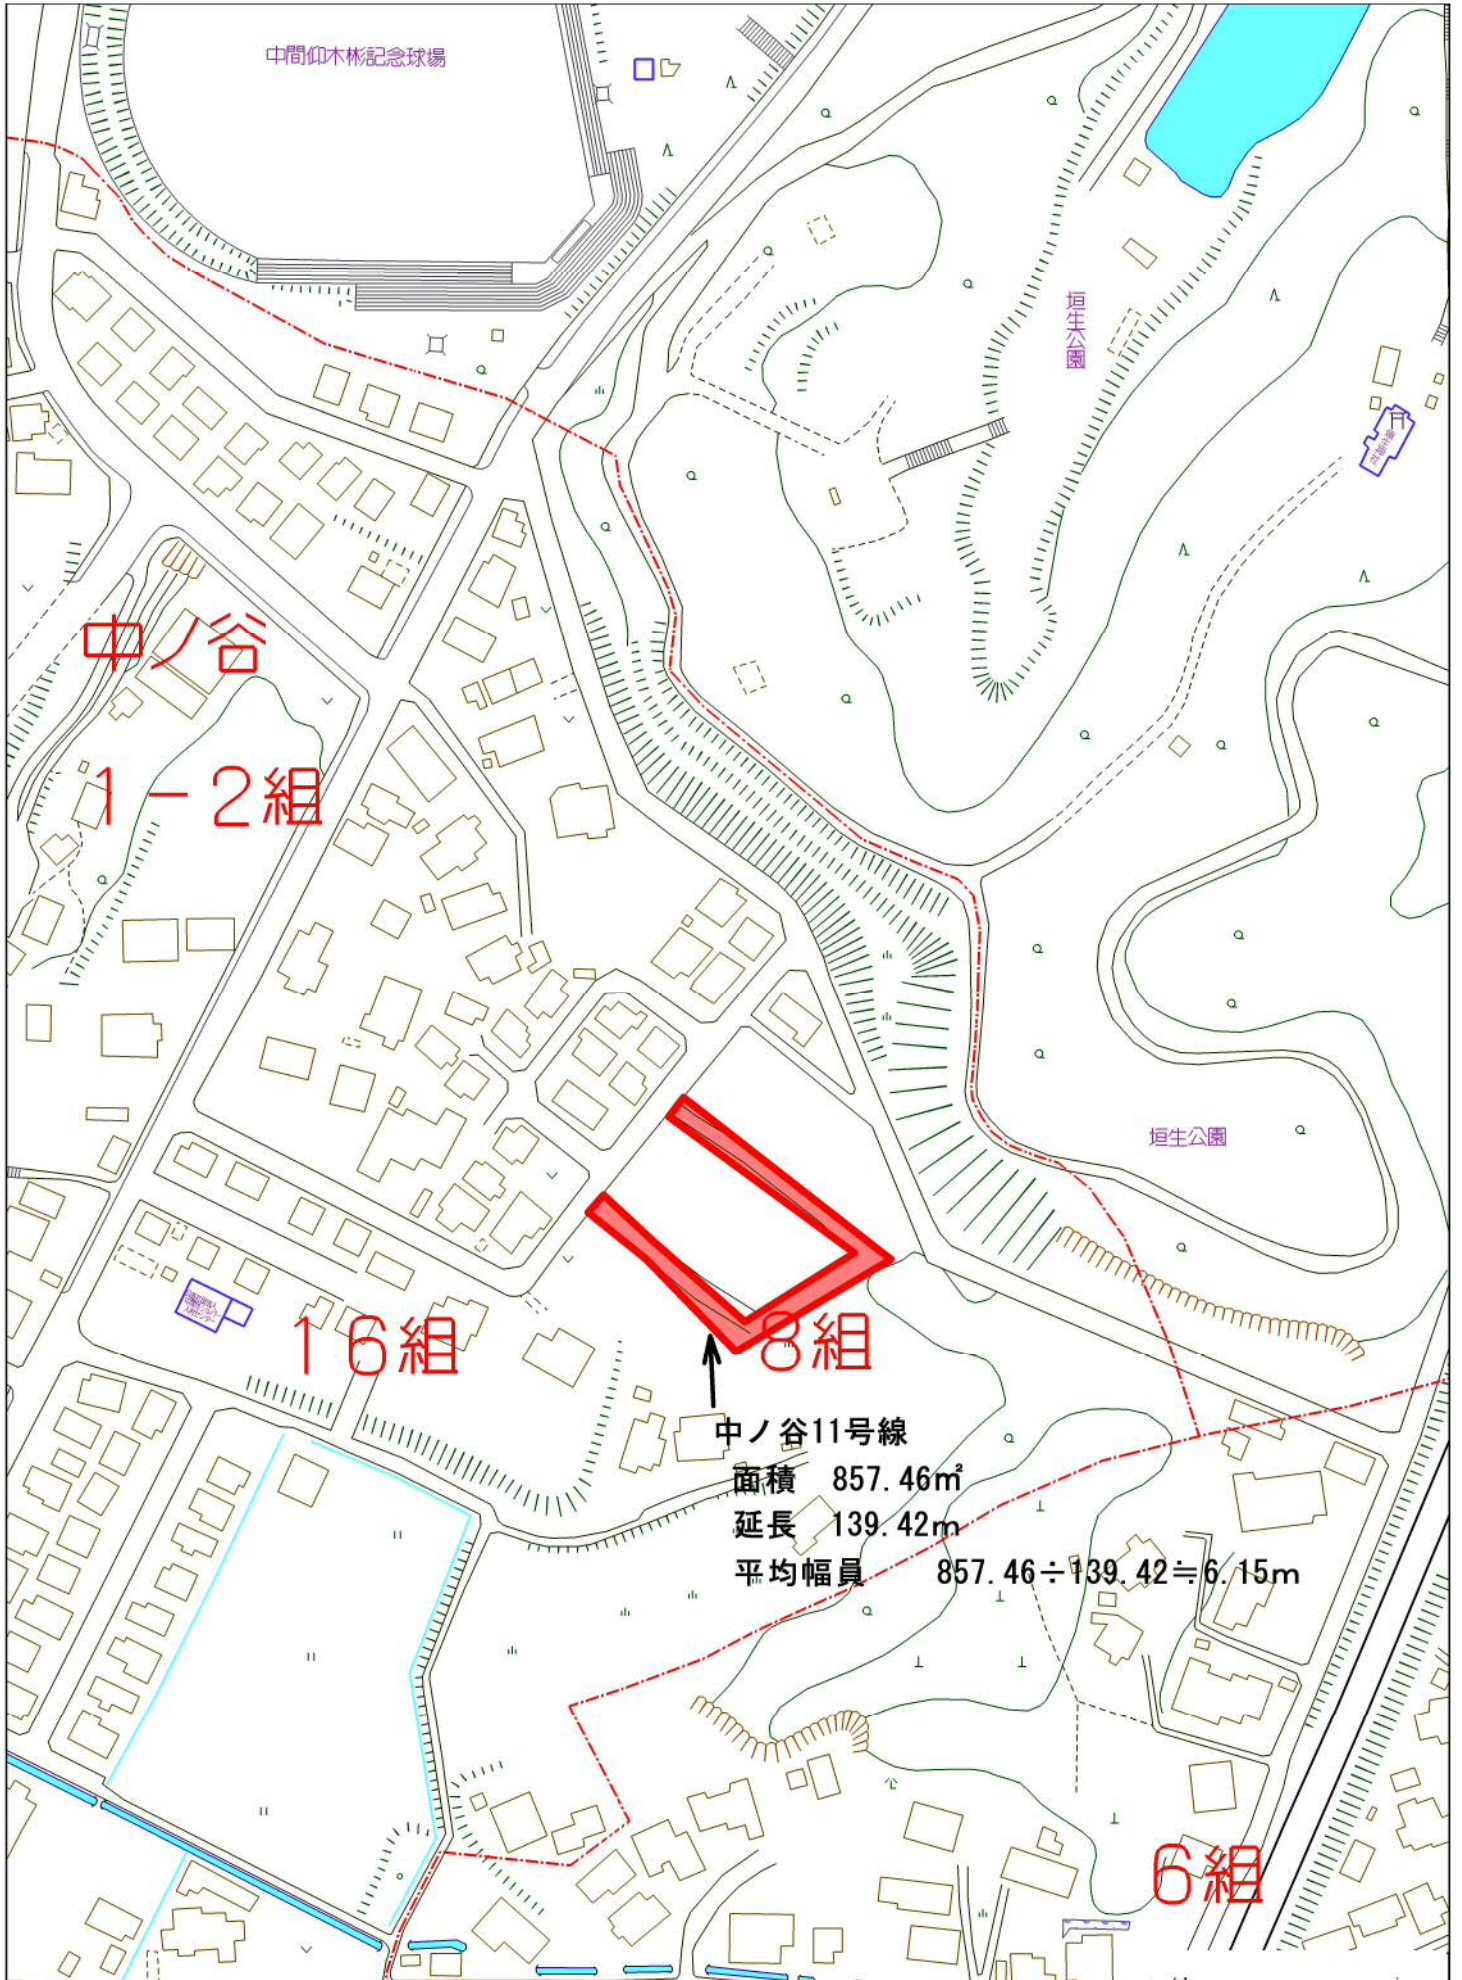 中間仰木彬記念球場
垣生公園
中ノ谷
1-2組
垣生公園
16組
8組
中ノ谷11号線
面積 857.46㎡
延長 139.42m
平均幅員 857.46÷139.42≒6.15m
6組